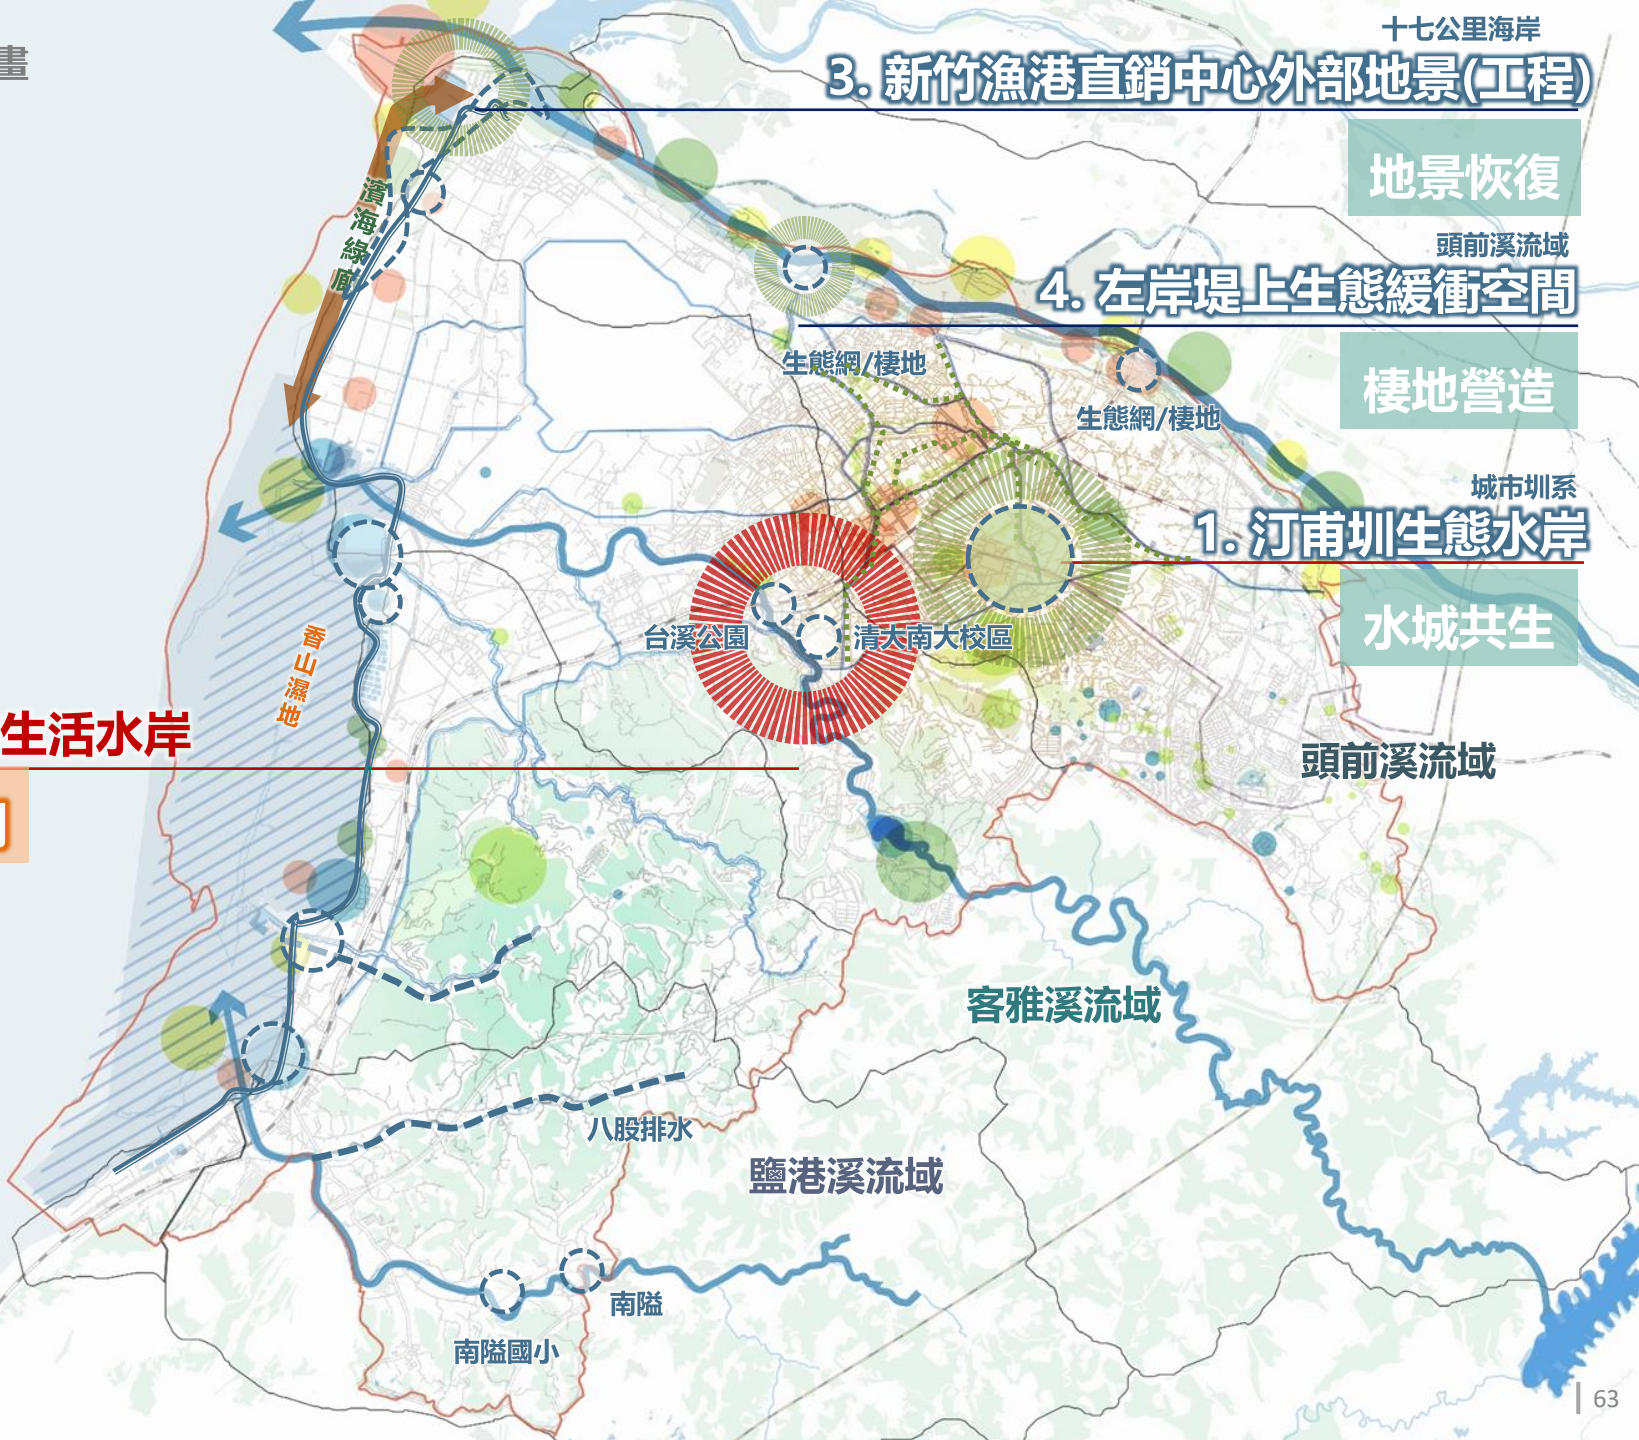 畫
十七公里海岸
3. 新竹漁港直銷中心外部地景(工程)
地景恢復
濱海綠廊
頭前溪流域
4. 左岸堤上生態緩衝空間
棲地營造
生態網/棲地
生態網/棲地
城市圳系
1. 汀甫圳生態水岸
水城共生
台溪公園
清大南大校區
香山濕地
生活水岸
頭前溪流域
客雅溪流域
八股排水
鹽港溪流域
南隘
南隘國小
63